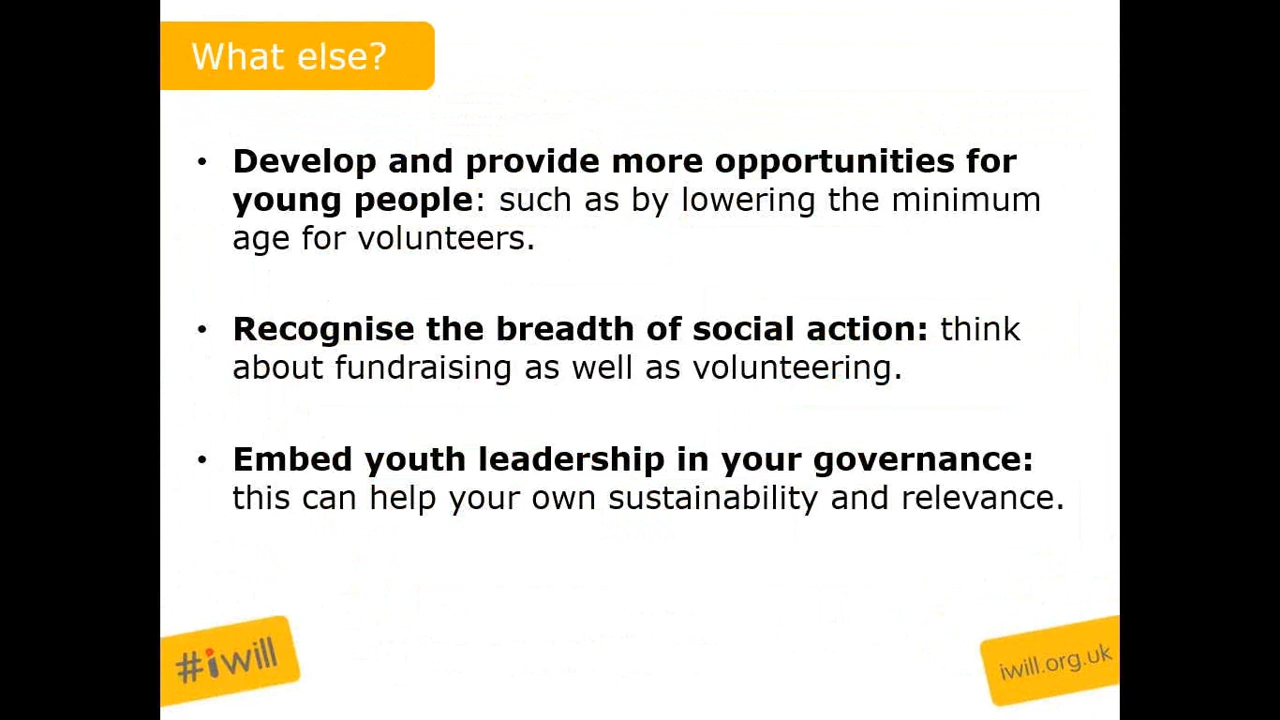 What else?
• Develop and provide more opportunities for
young people: such as by lowering the minimum
age for volunteers.
• Recognise the breadth of social action: think
about fundraising as well as volunteering.
• Embed youth leadership in your governance:
this can help your own sustainability and relevance.
#iwill
iwill.org.uk